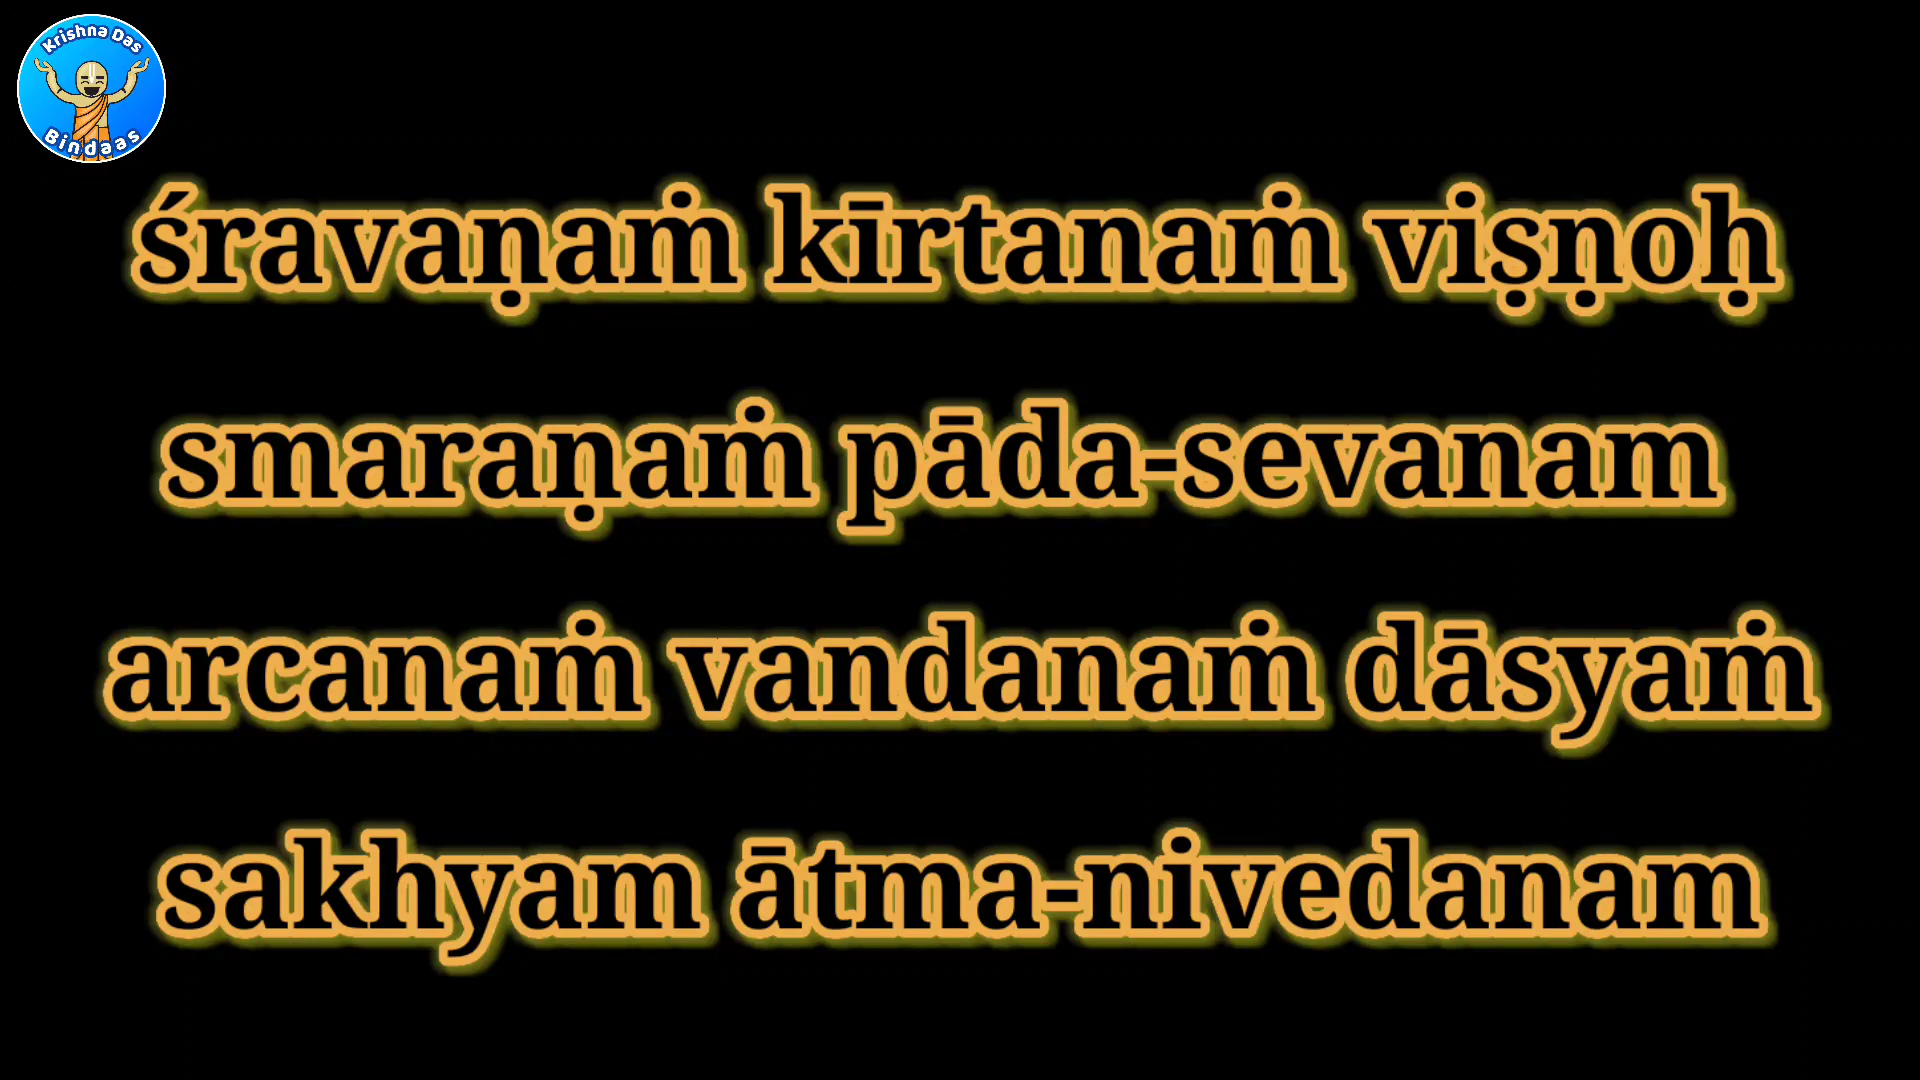 Krishna Das
Bindaas
śravaṇaṁ kīrtanaṁ viṣṇoḥ
smaraṇaṁ pāda-sevanam
arcanaṁ vandanaṁ dāsyaṁ
sakhyam ātma-nivedanam